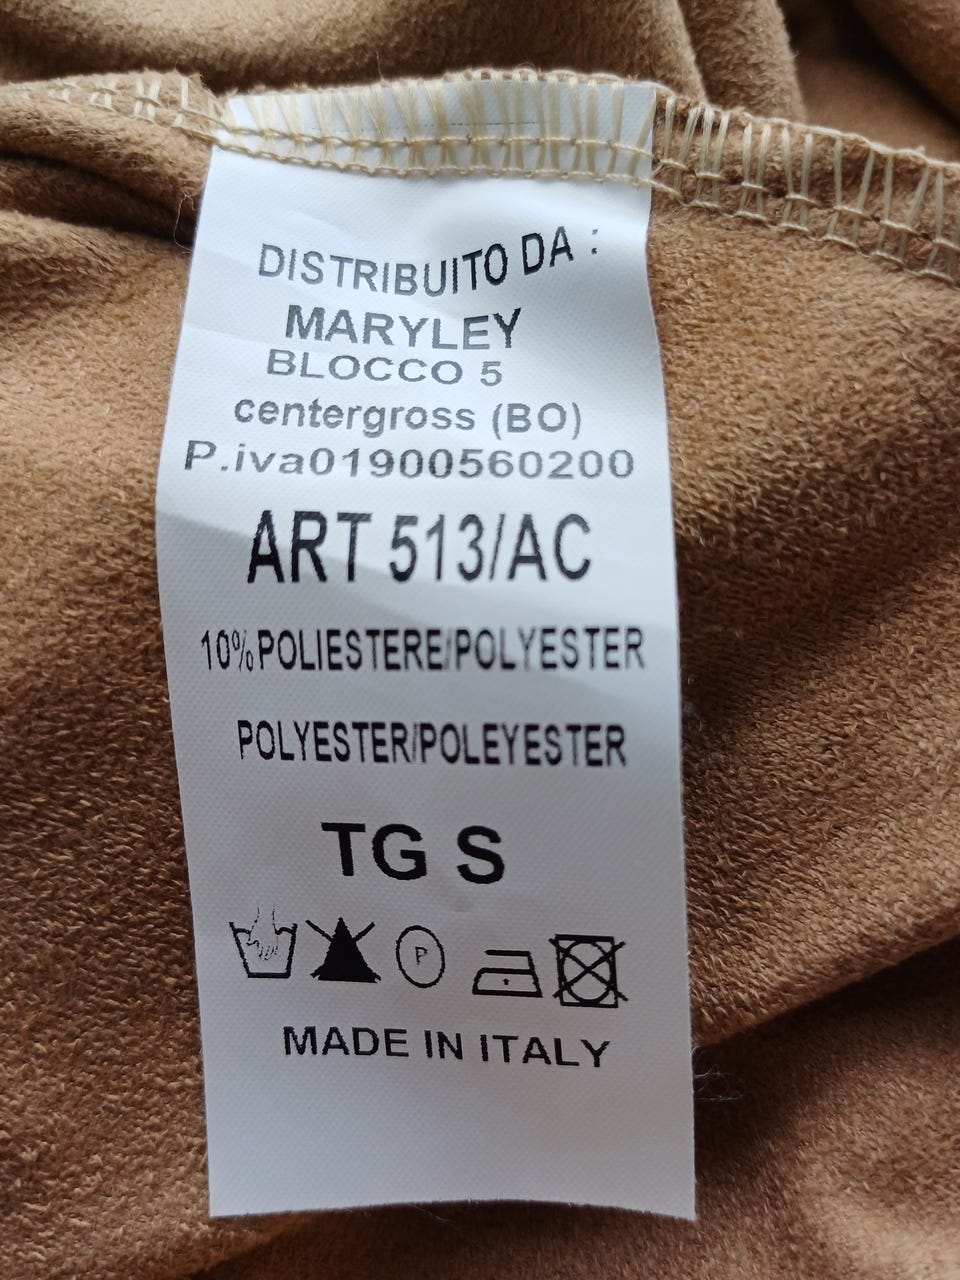 DISTRIBUITO DA :
MARYLEY
BLOCCO 5
centergross (BO)
P.iva01900560200
ART 513/AC
10%POLIESTERE/POLYESTER
POLYESTER/POLEYESTER
TG S
P
MADE IN ITALY